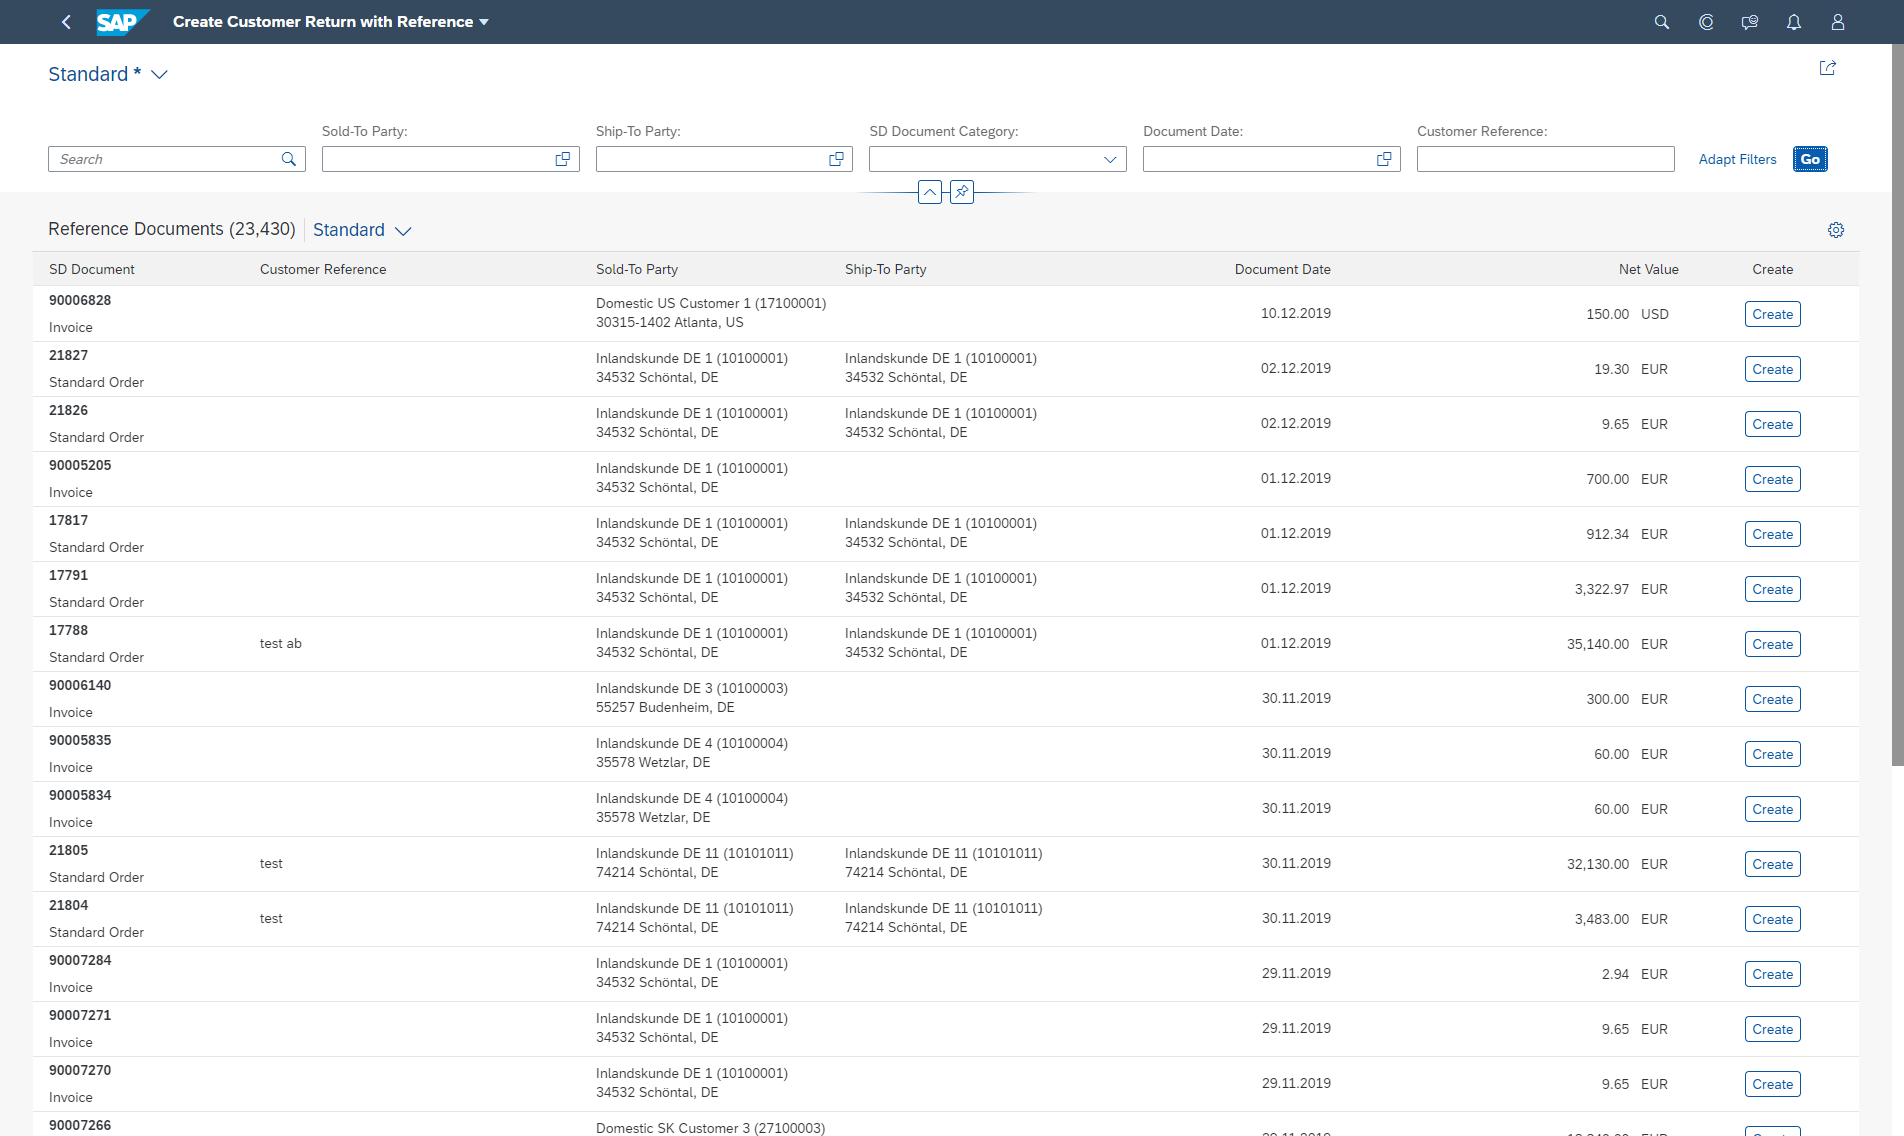 SAP Create Customer Return with Reference
Standard *
Sold-To Party: Ship-To Party: SD Document Category: Document Date: Customer Reference:
Search Adapt Filters Go
Reference Documents (23,430) Standard
SD Document Customer Reference Sold-To Party Ship-To Party Document Date Net Value Create
90006828
Invoice
Domestic US Customer 1 (17100001)
30315-1402 Atlanta, US
10.12.2019
150.00 USD
Create
21827
Standard Order
Inlandskunde DE 1 (10100001)
34532 Schöntal, DE
Inlandskunde DE 1 (10100001)
34532 Schöntal, DE
02.12.2019
19.30 EUR
Create
21826
Standard Order
Inlandskunde DE 1 (10100001)
34532 Schöntal, DE
Inlandskunde DE 1 (10100001)
34532 Schöntal, DE
02.12.2019
9.65 EUR
Create
90005205
Invoice
Inlandskunde DE 1 (10100001)
34532 Schöntal, DE
01.12.2019
700.00 EUR
Create
17817
Standard Order
Inlandskunde DE 1 (10100001)
34532 Schöntal, DE
Inlandskunde DE 1 (10100001)
34532 Schöntal, DE
01.12.2019
912.34 EUR
Create
17791
Standard Order
Inlandskunde DE 1 (10100001)
34532 Schöntal, DE
Inlandskunde DE 1 (10100001)
34532 Schöntal, DE
01.12.2019
3,322.97 EUR
Create
17788
Standard Order
test ab
Inlandskunde DE 1 (10100001)
34532 Schöntal, DE
Inlandskunde DE 1 (10100001)
34532 Schöntal, DE
01.12.2019
35,140.00 EUR
Create
90006140
Invoice
Inlandskunde DE 3 (10100003)
55257 Budenheim, DE
30.11.2019
300.00 EUR
Create
90005835
Invoice
Inlandskunde DE 4 (10100004)
35578 Wetzlar, DE
30.11.2019
60.00 EUR
Create
90005834
Invoice
Inlandskunde DE 4 (10100004)
35578 Wetzlar, DE
30.11.2019
60.00 EUR
Create
21805
Standard Order
test
Inlandskunde DE 11 (10101011)
74214 Schöntal, DE
Inlandskunde DE 11 (10101011)
74214 Schöntal, DE
30.11.2019
32,130.00 EUR
Create
21804
Standard Order
test
Inlandskunde DE 11 (10101011)
74214 Schöntal, DE
Inlandskunde DE 11 (10101011)
74214 Schöntal, DE
30.11.2019
3,483.00 EUR
Create
90007284
Invoice
Inlandskunde DE 1 (10100001)
34532 Schöntal, DE
29.11.2019
2.94 EUR
Create
90007271
Invoice
Inlandskunde DE 1 (10100001)
34532 Schöntal, DE
29.11.2019
9.65 EUR
Create
90007270
Invoice
Inlandskunde DE 1 (10100001)
34532 Schöntal, DE
29.11.2019
9.65 EUR
Create
90007266
Domestic SK Customer 3 (27100003)